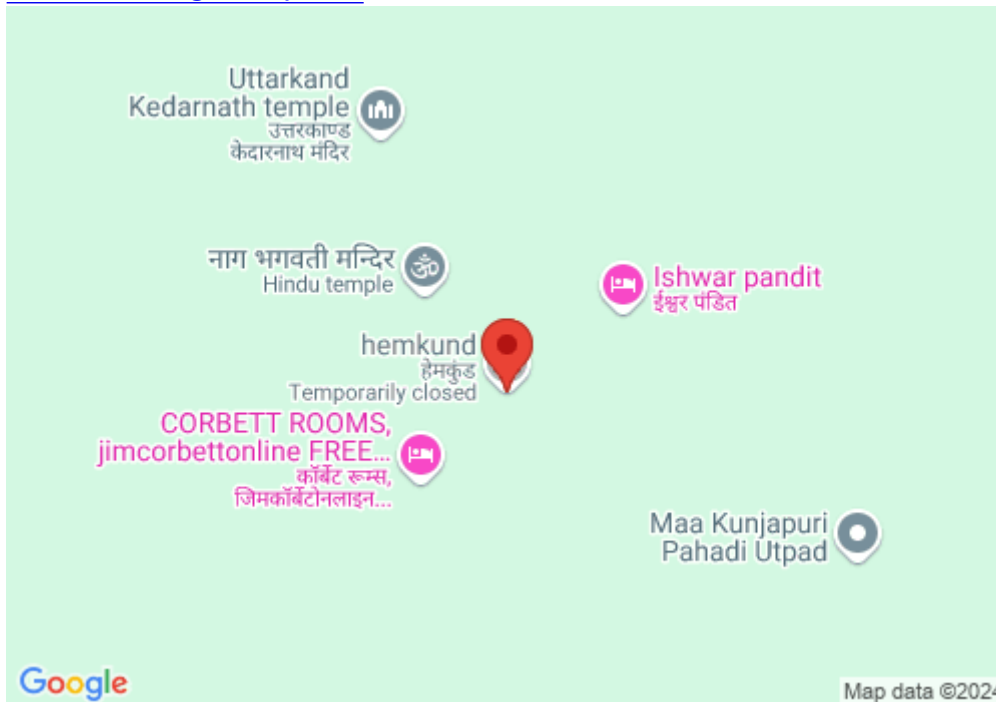 Uttarkand
Kedarnath temple
उत्तरकाण्ड
केदारनाथ मंदिर
नाग भगवती मन्दिर
Hindu temple
Ishwar pandit
ईश्वर पंडित
hemkund
हेमकुंड
Temporarily closed
CORBETT ROOMS,
jimcorbettonline FREE...
कॉर्बेट रूम्स,
जिमकॉर्बेटोनलाइन...
Maa Kunjapuri
Pahadi Utpad
Google
Map data ©2024